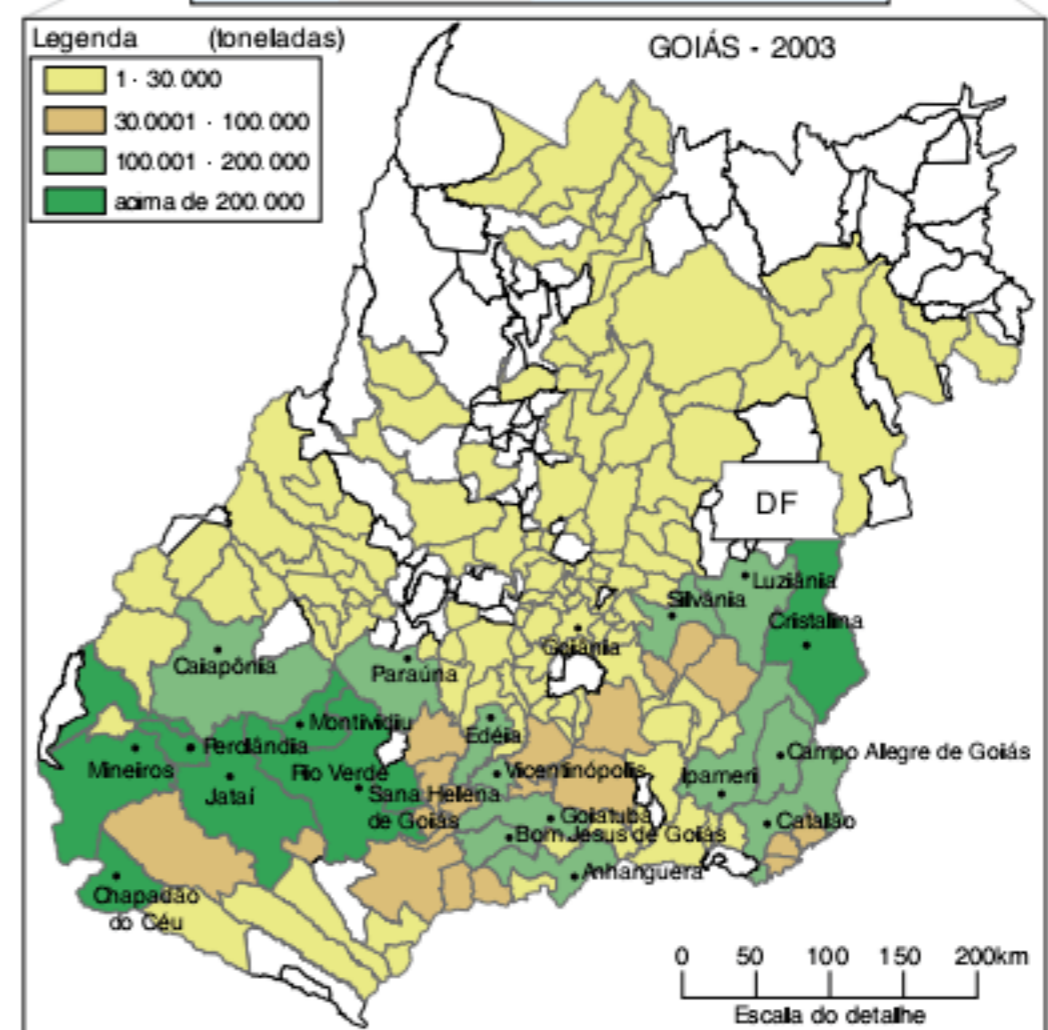 Legenda (toneladas)
GOIÁS - 2003
1 - 30.000
30.0001 - 100.000
100.001 - 200.000
acima de 200.000
DF
Luziânia
Silvânia
Cristalina
Goiânia
Caiapônia
Paraúna
Montividiu
Edéia
Perolândia
Campo Alegre de Goiás
Mineiros
Rio Verde
Vicentinópolis
Ipameri
Jataí
Sana Helena
de Goiás
Goiatuba
Catalão
Bom Jesus de Goiás
Anhanguera
Chapadão
do Céu
0 50 100 150 200km
Escala do detalhe